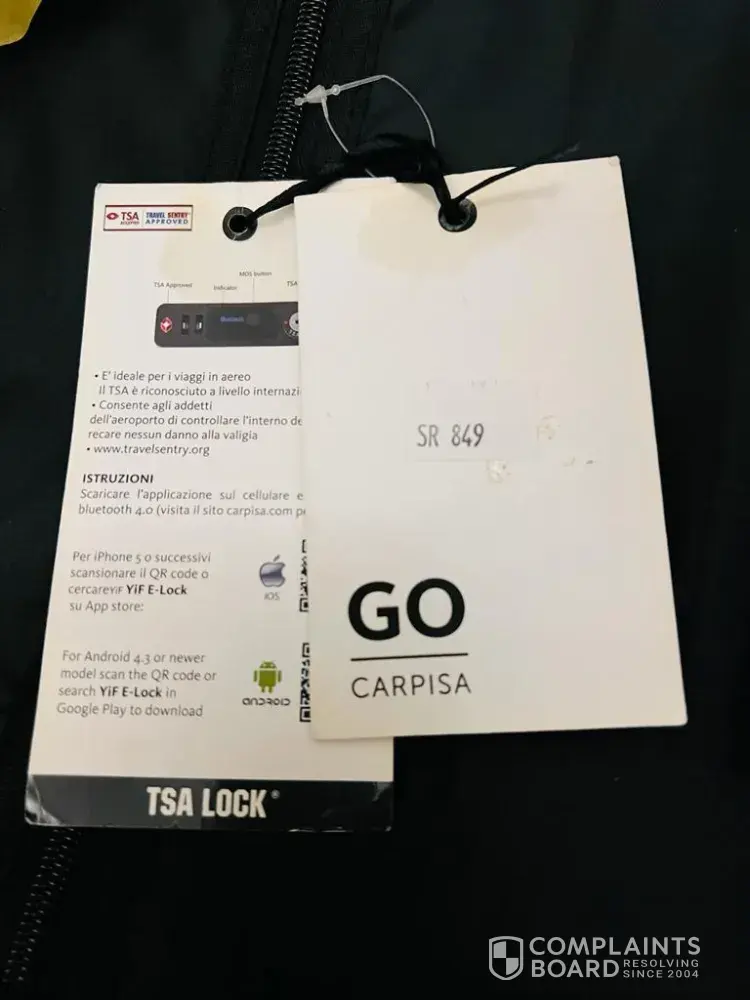 TSA
TRAVEL SENTRY
APPROVED
MOS button
TSA Approved
Indicator
TSA
• E' ideale per i viaggi in aereo
Il TSA è riconosciuto a livello internazi
• Consente agli addetti
dell'aeroporto di controllare l'interno de
recare nessun danno alla valigia
• www.travelsentry.org
ISTRUZIONI
Scaricare l'applicazione sul cellulare e
bluetooth 4.0 (visita il sito carpisa.com p
Per iPhone 5 o successivi
scansionare il QR code o
cercareYIF YiF E-Lock
su App store:
iOS
For Android 4.3 or newer
model scan the QR code or
search YiF E-Lock in
Google Play to download
ANDROID
TSA LOCK®
SR 849
GO
CARPISA
COMPLAINTS
BOARD RESOLVING
SINCE 2004